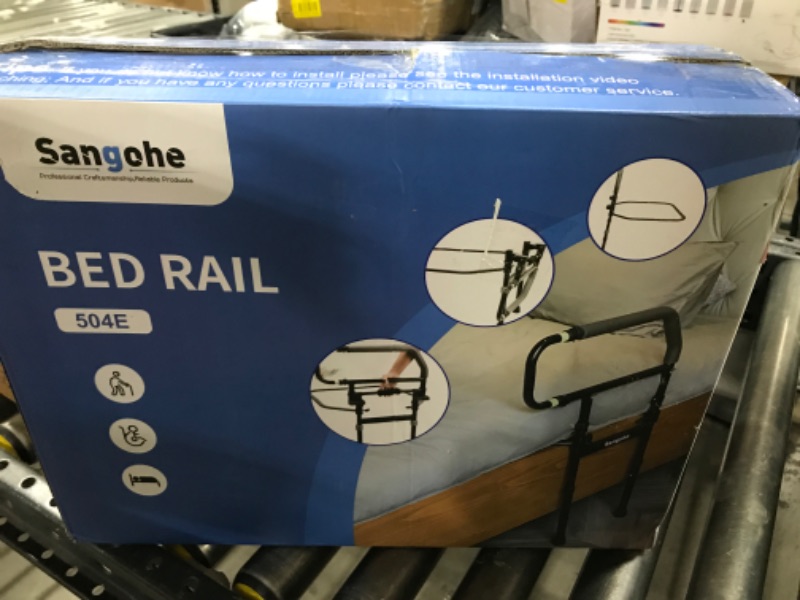 know how to install please see the installation video
And if you have any questions please contact our customer service.
Sangohe
Professional Craftsmanship,Reliable Products
BED RAIL
504E
Sangohe